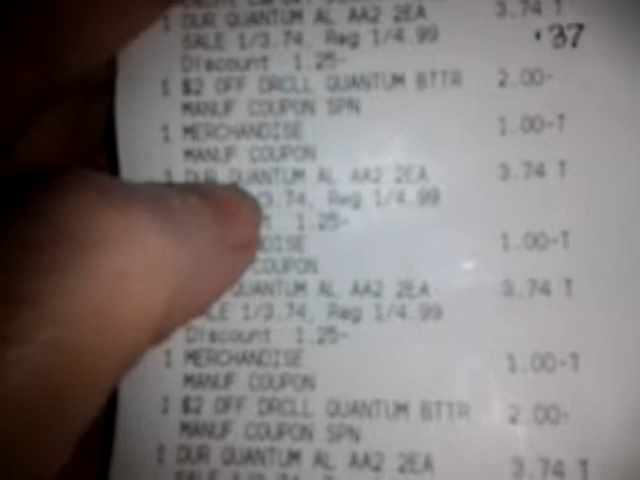 1 DUR QUANTUM AL AA2 2EA 3.74 T
SALE 1/3.74, Reg 1/4.99 .37
Discount 1.25-
1 $2 OFF DRCLL QUANTUM BTTR 2.00-
MANUF COUPON SPN
1 MERCHANDISE 1.00-T
MANUF COUPON
1 DUR QUANTUM AL AA2 2EA 3.74 T
/3.74, Reg 1/4.99
1.25-
DISE 1.00-T
COUPON
QUANTUM AL AA2 2EA 3.74 T
LE 1/3.74, Reg 1/4.99
Discount 1.25-
1 MERCHANDISE 1.00-T
MANUF COUPON
1 $2 OFF DRCLL QUANTUM BTTR 2.00-
MANUF COUPON SPN
1 DUR QUANTUM AL AA2 2EA 3.74 T